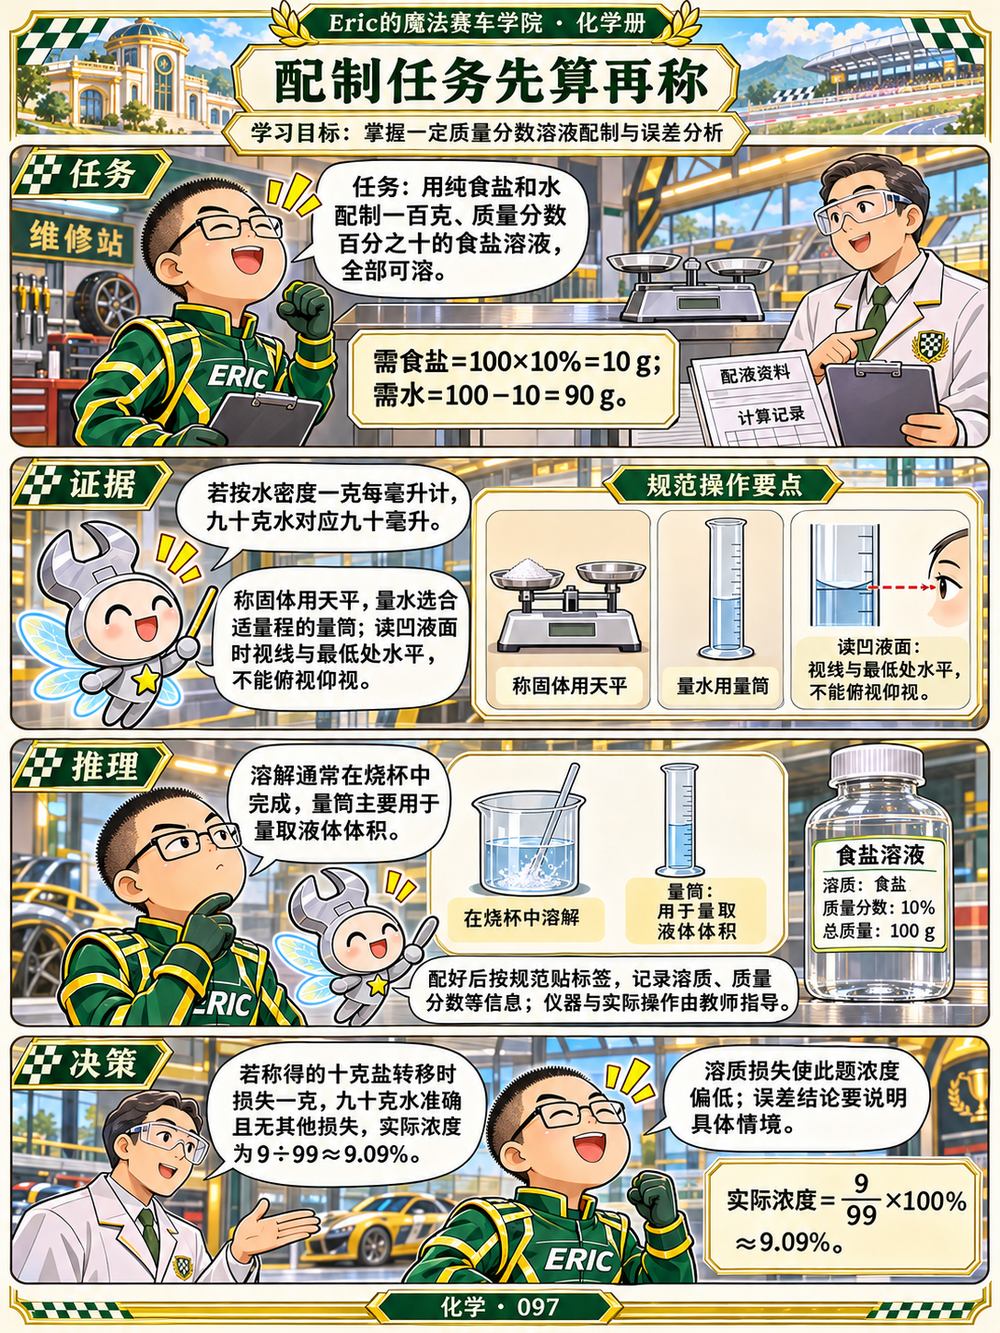 Eric的魔法赛车学院 · 化学册
配制任务先算再称
学习目标：掌握一定质量分数溶液配制与误差分析
任务
维修站
任务：用纯食盐和水
配制一百克、质量分数
百分之十的食盐溶液，
全部可溶。
ERIC
需食盐=100×10%=10 g;
需水=100−10=90 g。
配液资料
计算记录
证据
若按水密度一克每毫升计，
九十克水对应九十毫升。
称固体用天平，量水选合
适量程的量筒；读凹液面
时视线与最低处水平，
不能俯视仰视。
规范操作要点
称固体用天平
量水用量筒
读凹液面：
视线与最低处水平，
不能俯视仰视。
推理
溶解通常在烧杯中
完成，量筒主要用于
量取液体体积。
ERIC
在烧杯中溶解
量筒：
用于量取
液体体积
食盐溶液
溶质：食盐
质量分数：10%
总质量：100 g
配好后按规范贴标签，记录溶质、质量
分数等信息；仪器与实际操作由教师指导。
决策
若称得的十克盐转移时
损失一克，九十克水准确
且无其他损失，实际浓度
为9÷99≈9.09%。
ERIC
溶质损失使此题浓度
偏低；误差结论要说明
具体情境。
实际浓度=9/99×100%
≈9.09%。
化学 · 097